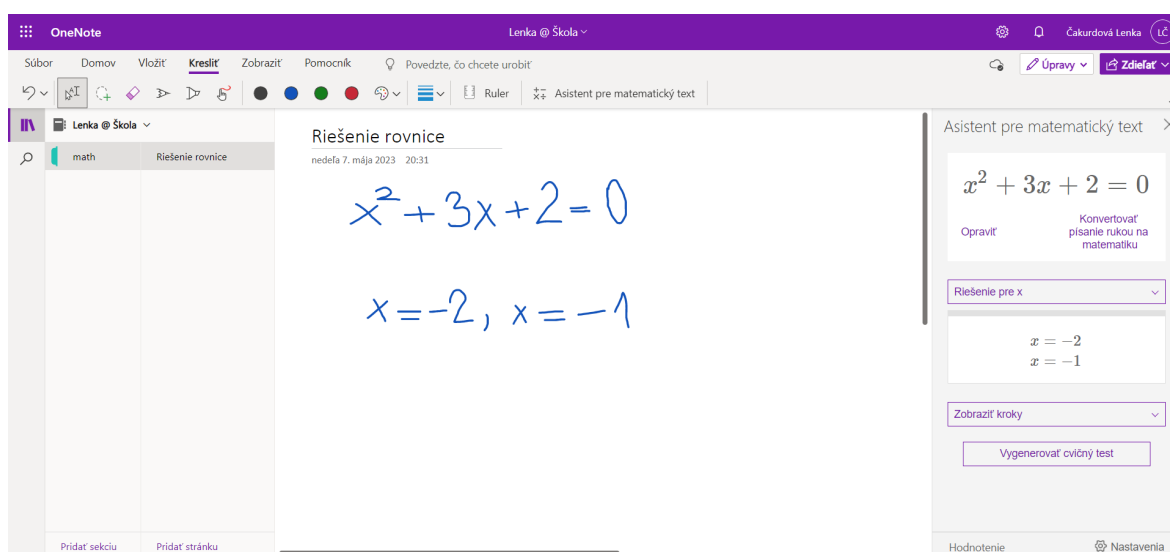 OneNote
Lenka @ Škola
Čakurdová Lenka LČ
Súbor Domov Vložiť Kresliť Zobraziť Pomocník Povedzte, čo chcete urobiť
Úpravy Zdieľať
Ruler Asistent pre matematický text
Lenka @ Škola
math Riešenie rovnice
Riešenie rovnice
nedeľa 7. mája 2023 20:31
x² + 3x + 2 = 0
x = -2, x = -1
Asistent pre matematický text
x² + 3x + 2 = 0
Opraviť
Konvertovať
písanie rukou na
matematiku
Riešenie pre x
x = −2
x = −1
Zobraziť kroky
Vygenerovať cvičný test
Pridať sekciu Pridať stránku
Hodnotenie Nastavenia